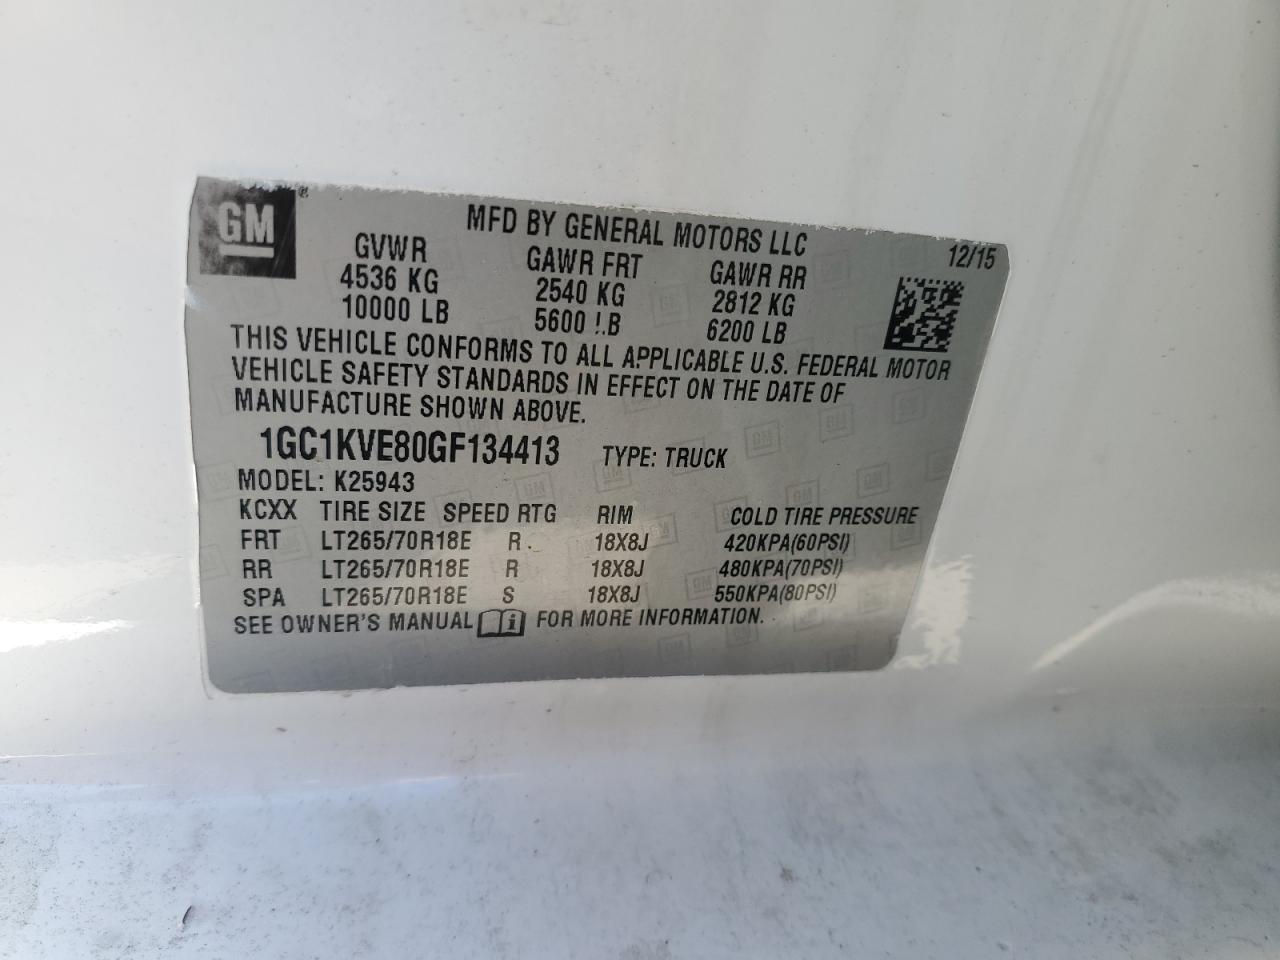 GM ®
MFD BY GENERAL MOTORS LLC
12/15
GVWR GAWR FRT GAWR RR
4536 KG 2540 KG 2812 KG
10000 LB 5600 LB 6200 LB
THIS VEHICLE CONFORMS TO ALL APPLICABLE U.S. FEDERAL MOTOR
VEHICLE SAFETY STANDARDS IN EFFECT ON THE DATE OF
MANUFACTURE SHOWN ABOVE.
1GC1KVE80GF134413 TYPE: TRUCK
MODEL: K25943
KCXX TIRE SIZE SPEED RTG RIM COLD TIRE PRESSURE
FRT LT265/70R18E R 18X8J 420KPA(60PSI)
RR LT265/70R18E R 18X8J 480KPA(70PSI)
SPA LT265/70R18E S 18X8J 550KPA(80PSI)
SEE OWNER'S MANUAL i FOR MORE INFORMATION.